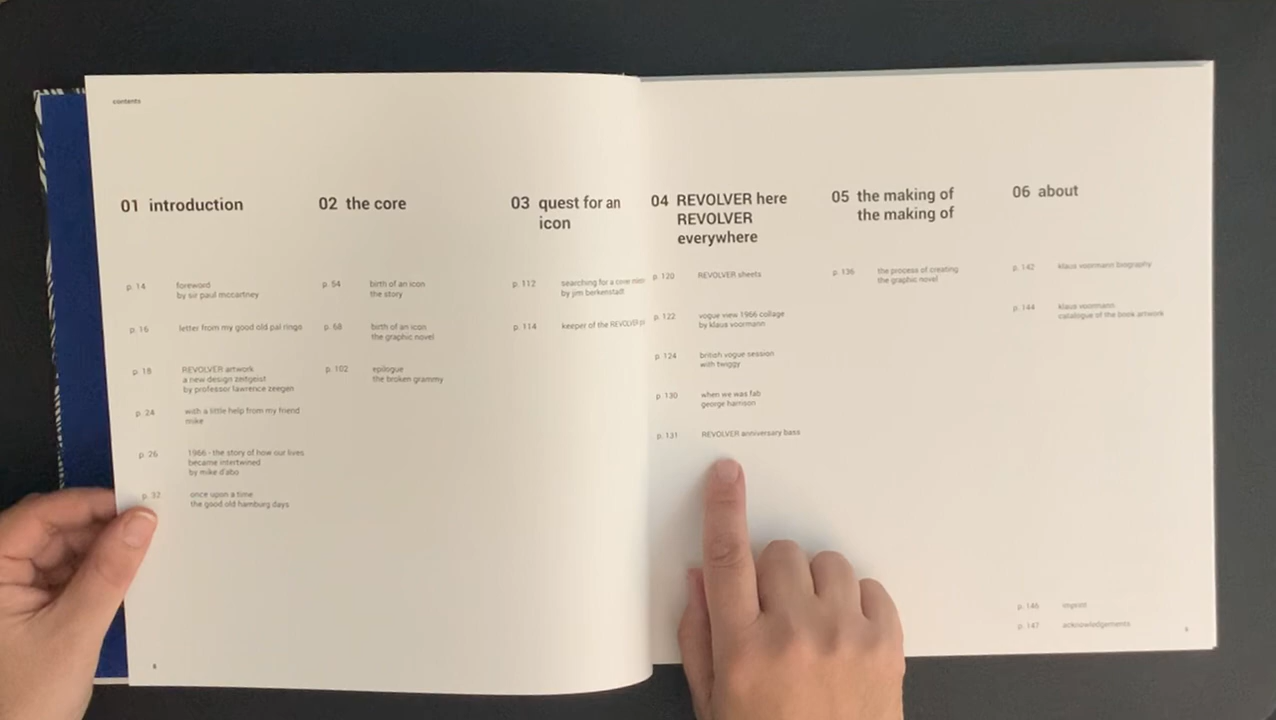 contents
01 introduction
p. 14 foreword
by sir paul mccartney
p. 16 letter from my good old pal ringo
p. 18 REVOLVER artwork
a new design zeitgeist
by professor lawrence zeegen
p. 24 with a little help from my friend
mike
p. 26 1966 - the story of how our lives
became intertwined
by mike d'abo
p. 32 once upon a time
the good old hamburg days
02 the core
p. 54 birth of an icon
the story
p. 68 birth of an icon
the graphic novel
p. 102 epilogue
the broken grammy
03 quest for an
icon
p. 112 searching for a
by jim berkenstadt
p. 114 keeper of the REVOLVER
04 REVOLVER here
REVOLVER
everywhere
p. 120 REVOLVER sheets
p. 122 vogue view 1966 collage
by klaus voormann
p. 124 british vogue session
with twiggy
p. 130 when we was fab
george harrison
p. 131 REVOLVER anniversary bass
05 the making of
the making of
p. 136 the process of creating
the graphic novel
06 about
p. 142 klaus voormann biography
p. 144 klaus voormann
catalogue of the book artwork
p. 146 imprint
p. 147 acknowledgements
8